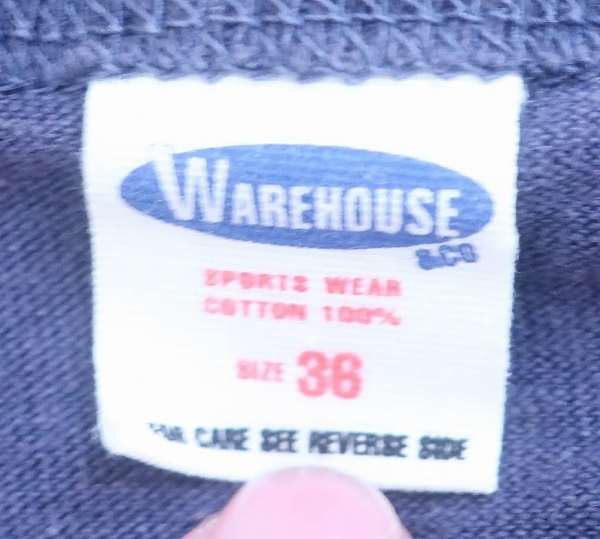 WAREHOUSE
&CO
SPORTS WEAR
COTTON 100%
SIZE 36
FOR CARE SEE REVERSE SIDE